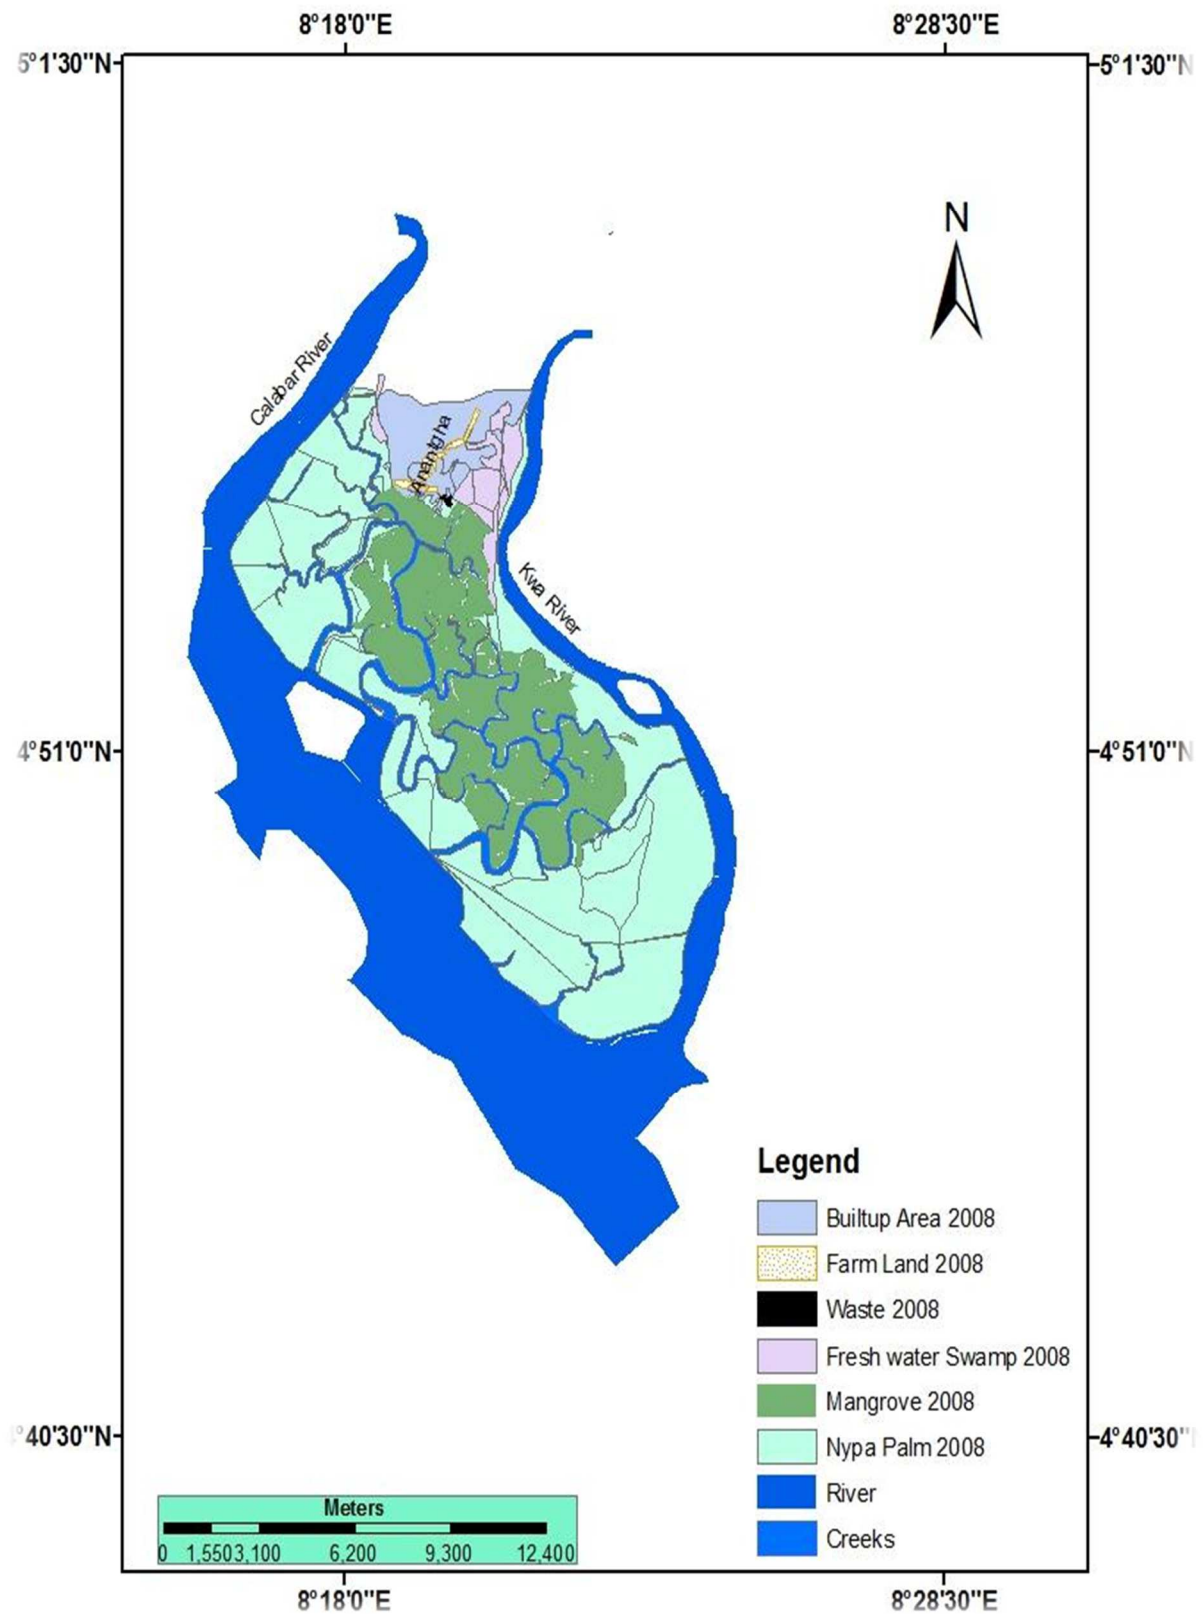 8°18'0"E 8°28'30"E
5°1'30"N 5°1'30"N
N
Calabar River
Anantigha
Kwa River
4°51'0"N 4°51'0"N
Legend
Builtup Area 2008
Farm Land 2008
Waste 2008
Fresh water Swamp 2008
Mangrove 2008
Nypa Palm 2008
River
Creeks
°40'30"N 4°40'30"
Meters
0 1,550 3,100 6,200 9,300 12,400
8°18'0"E 8°28'30"E